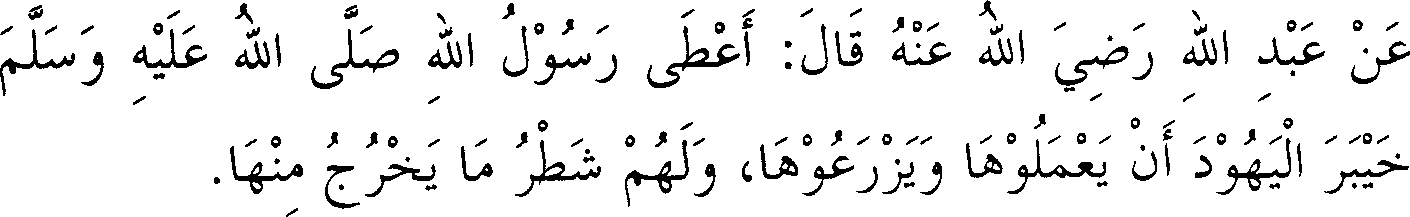 عَنْ عَبْدِ اللهِ رَضِيَ اللهُ عَنْهُ قَالَ: أَعْطَى رَسُوْلُ اللهِ صَلَّى اللهُ عَلَيْهِ وَسَلَّمَ
خَيْبَرَ الْيَهُوْدَ أَنْ يَعْمَلُوْهَا وَيَزْرَعُوْهَا، وَلَهُمْ شَطْرُ مَا يَخْرُجُ مِنْهَا.